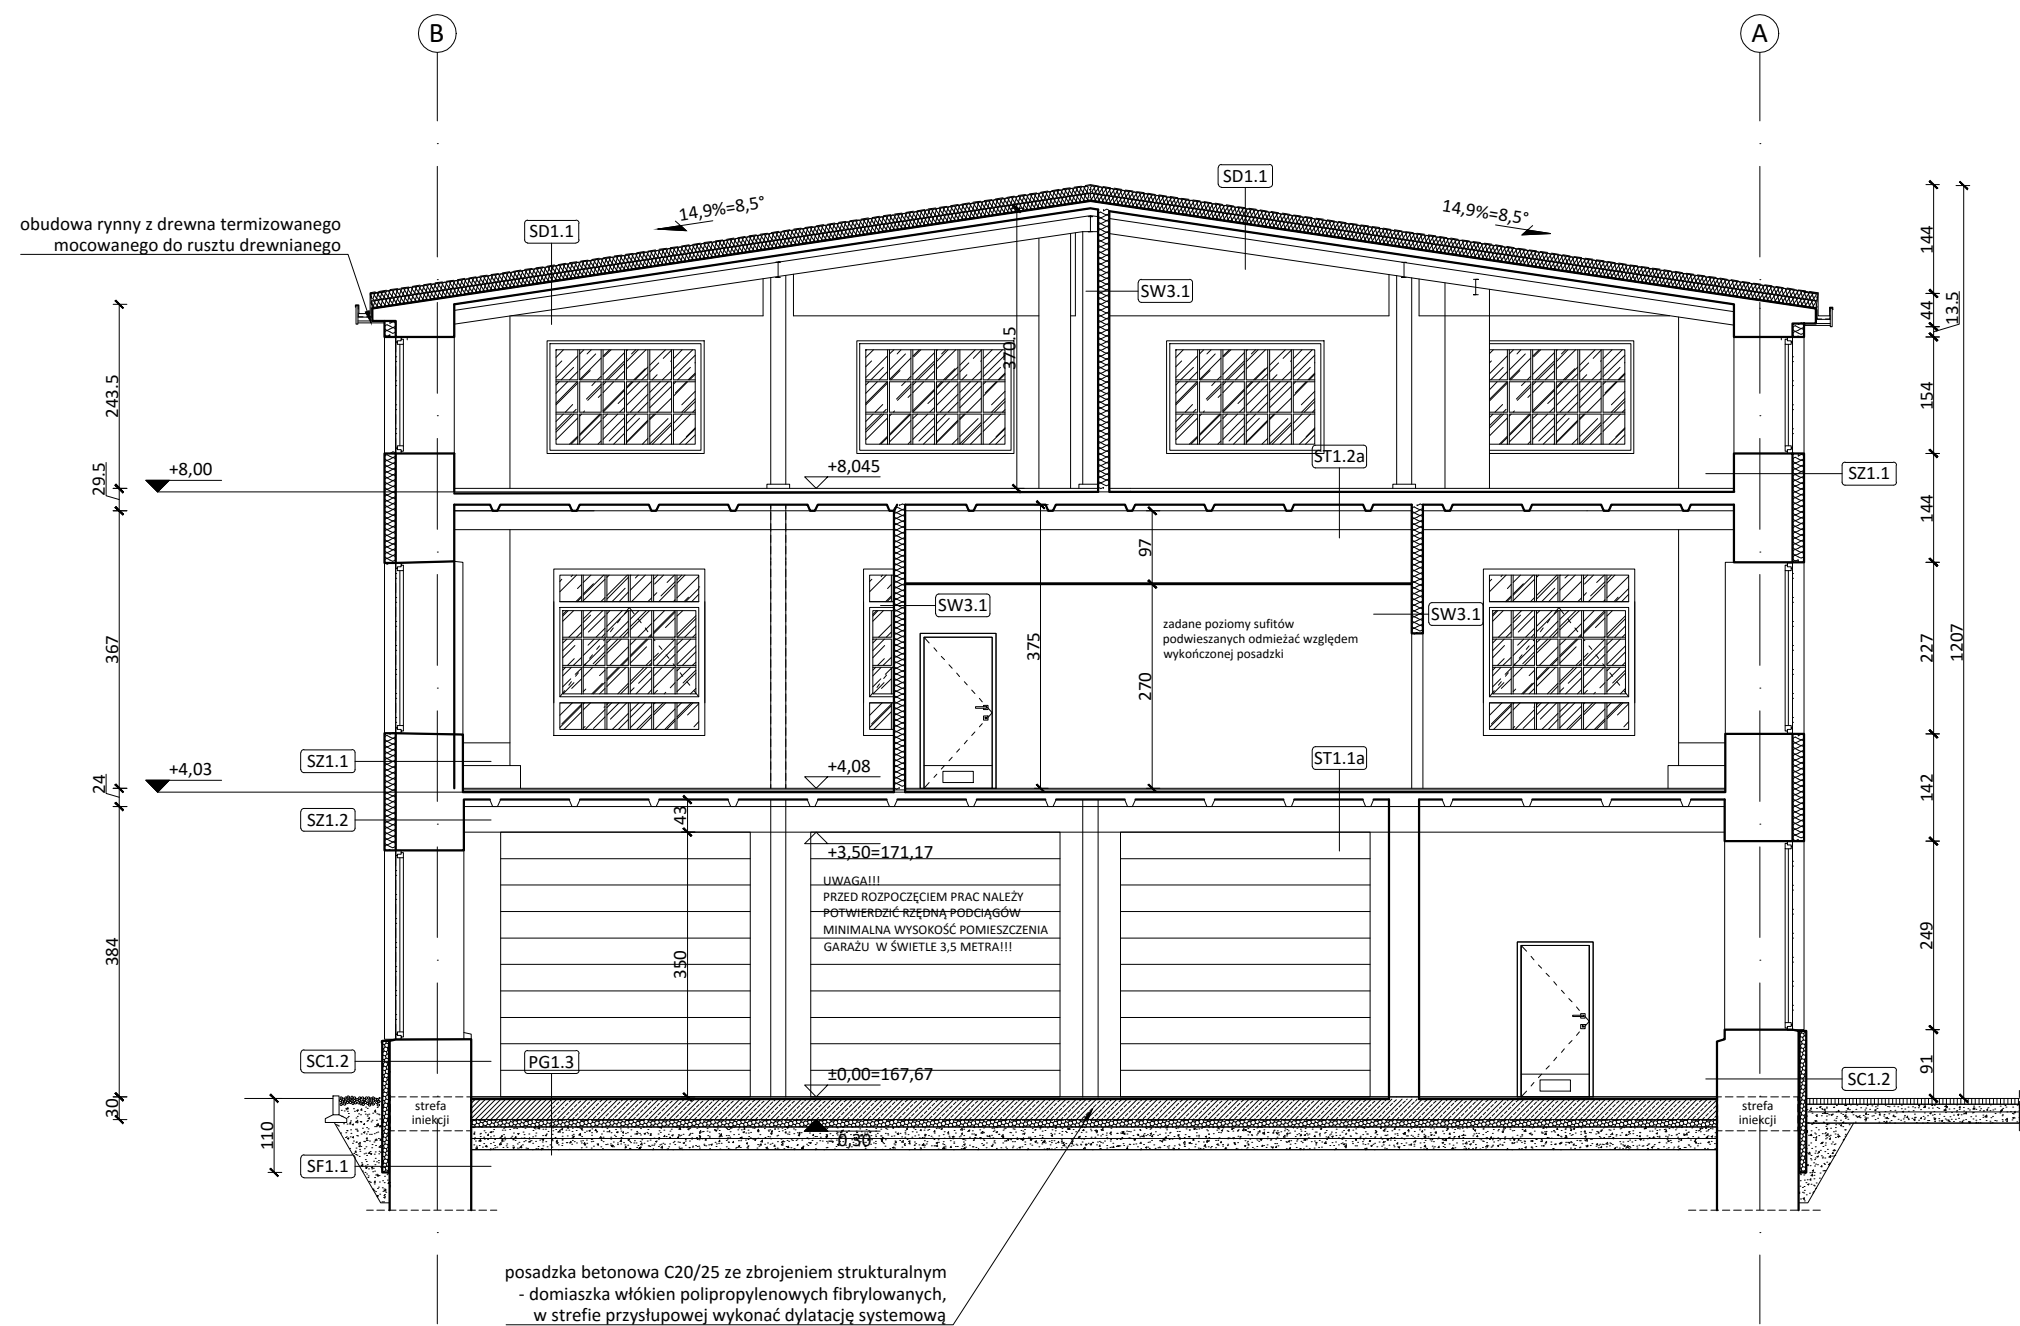 B
A
SD1.1
14,9%=8,5°
14,9%=8,5°
obudowa rynny z drewna termizowanego
mocowanego do rusztu drewnianego
SD1.1
SW3.1
144
44
13.5
370.5
243.5
154
+8,00
+8,045
ST1.2a
SZ1.1
29.5
144
97
SW3.1
SW3.1
zadane poziomy sufitów
podwieszanych odmieżać względem
wykończonej posadzki
375
367
227
1207
270
SZ1.1
+4,03
+4,08
ST1.1a
24
142
SZ1.2
43
+3,50=171,17
UWAGA!!!
PRZED ROZPOCZĘCIEM PRAC NALEŻY
POTWIERDZIĆ RZĘDNĄ PODCIĄGÓW
MINIMALNA WYSOKOŚĆ POMIESZCZENIA
GARAŻU W ŚWIETLE 3,5 METRA!!!
384
350
249
SC1.2
PG1.3
±0,00=167,67
91
SC1.2
30
strefa
iniekcji
strefa
iniekcji
110
-0,30
SF1.1
posadzka betonowa C20/25 ze zbrojeniem strukturalnym
- domiaszka włókien polipropylenowych fibrylowanych,
w strefie przysłupowej wykonać dylatację systemową